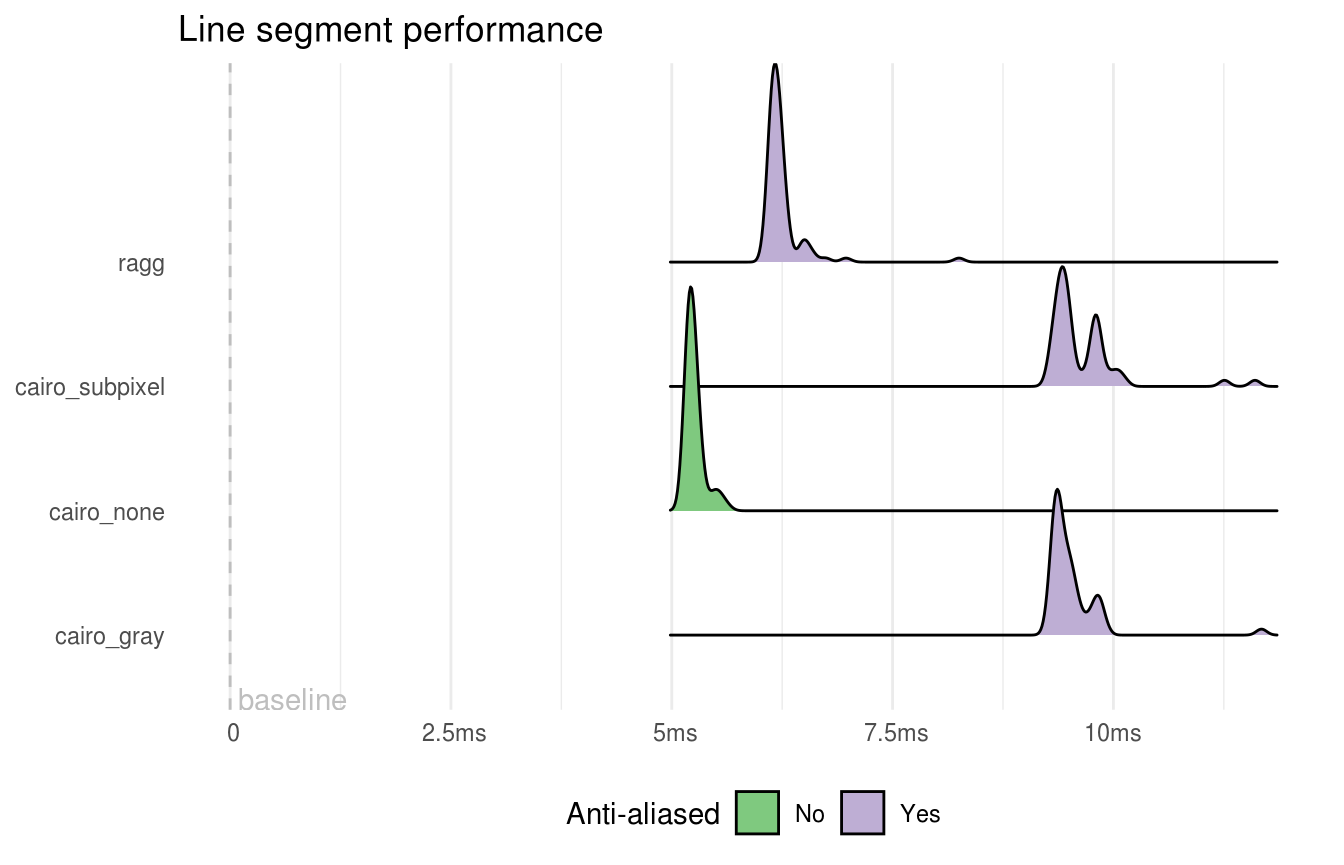 Line segment performance
ragg
cairo_subpixel
cairo_none
cairo_gray
baseline
0 2.5ms 5ms 7.5ms 10ms
Anti-aliased No Yes